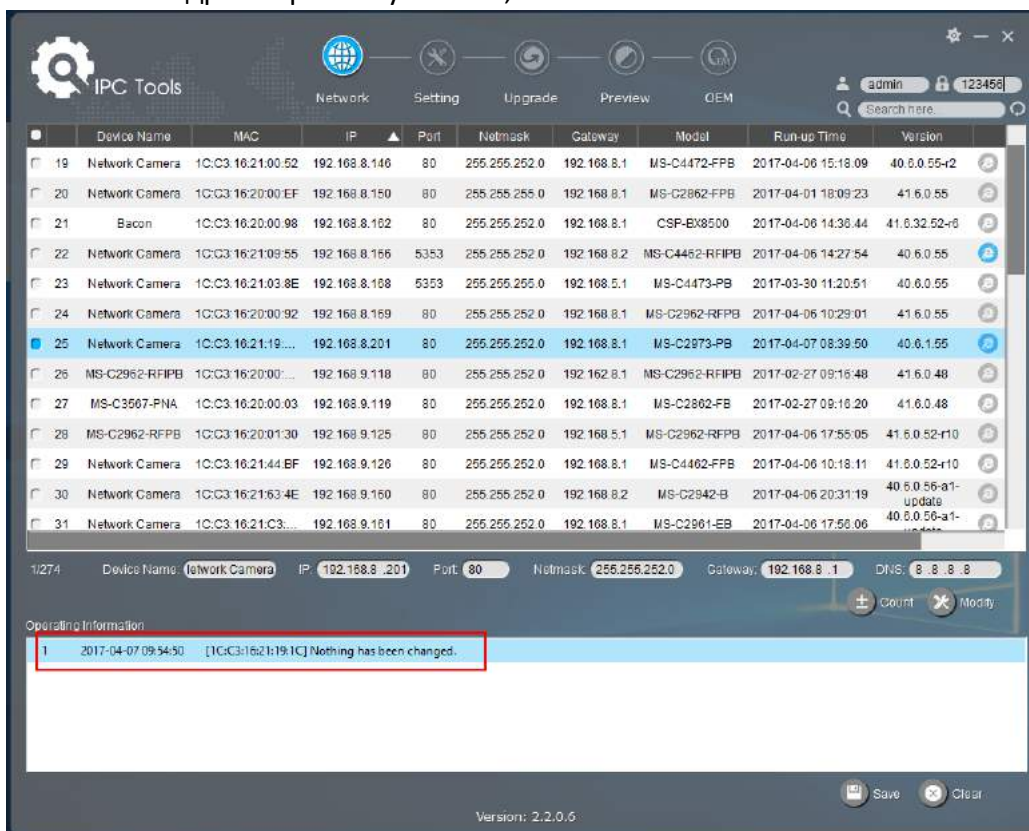 IPC Tools
Network Setting Upgrade Preview OEM
admin 123456
Search here
Device Name MAC IP Port Netmask Gateway Model Run-up Time Version
19 Network Camera 1C:C3:16:21:00:52 192.168.8.146 80 255.255.252.0 192.168.8.1 MS-C4472-FPB 2017-04-06 15:18:09 40.6.0.55-r2
20 Network Camera 1C:C3:16:20:00:EF 192.168.8.150 80 255.255.255.0 192.168.8.1 MS-C2862-FPB 2017-04-01 18:09:23 41.6.0.55
21 Bacon 1C:C3:16:20:00:98 192.168.8.162 80 255.255.252.0 192.168.8.1 CSP-BX8500 2017-04-06 14:36:44 41.6.32.52-r6
22 Network Camera 1C:C3:16:21:09:55 192.168.8.166 5353 255.255.252.0 192.168.8.2 MS-C4462-RFIPB 2017-04-06 14:27:54 40.6.0.55
23 Network Camera 1C:C3:16:21:03:8E 192.168.8.168 5353 255.255.255.0 192.168.5.1 MS-C4473-PB 2017-03-30 11:20:51 40.6.0.55
24 Network Camera 1C:C3:16:20:00:92 192.168.8.169 80 255.255.252.0 192.168.8.1 MS-C2962-RFPB 2017-04-06 10:29:01 41.6.0.55
25 Network Camera 1C:C3:16:21:19:... 192.168.8.201 80 255.255.252.0 192.168.8.1 MS-C2973-PB 2017-04-07 08:39:50 40.6.1.55
26 MS-C2962-RFIPB 1C:C3:16:20:00:... 192.168.9.118 80 255.255.252.0 192.162.8.1 MS-C2962-RFIPB 2017-02-27 09:16:48 41.6.0.48
27 MS-C3567-PNA 1C:C3:16:20:00:03 192.168.9.119 80 255.255.252.0 192.168.8.1 MS-C2862-FB 2017-02-27 09:16:20 41.6.0.48
28 MS-C2962-RFPB 1C:C3:16:20:01:30 192.168.9.125 80 255.255.252.0 192.168.5.1 MS-C2962-RFPB 2017-04-06 17:55:05 41.6.0.52-r10
29 Network Camera 1C:C3:16:21:44:BF 192.168.9.126 80 255.255.252.0 192.168.8.1 MS-C4462-FPB 2017-04-06 10:18:11 41.6.0.52-r10
30 Network Camera 1C:C3:16:21:63:4E 192.168.9.160 80 255.255.252.0 192.168.8.2 MS-C2942-B 2017-04-06 20:31:19 40.6.0.56-a1-update
31 Network Camera 1C:C3:16:21:C3:... 192.168.9.161 80 255.255.252.0 192.168.8.1 MS-C2961-EB 2017-04-06 17:56:06 40.6.0.56-a1-
1/274 Device Name: Network Camera IP: 192.168.8 .201 Port: 80 Netmask: 255.255.252.0 Gateway: 192.168.8 .1 DNS: 8 .8 .8 .8
Count Modify
Operating Information
1 2017-04-07 09:54:50 [1C:C3:16:21:19:1C] Nothing has been changed.
Save Clear
Version: 2.2.0.6